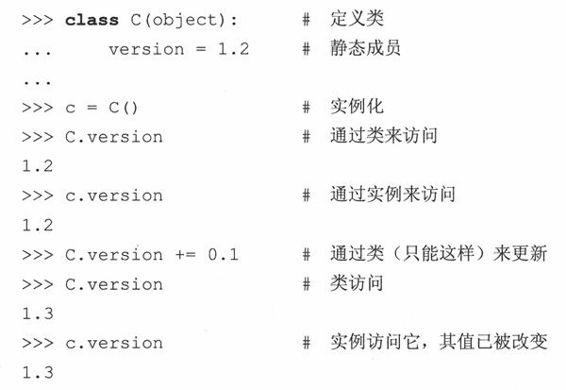 >>> class C(object):    # 定义类
...     version = 1.2    # 静态成员
...
>>> c = C()    # 实例化
>>> C.version    # 通过类来访问
1.2
>>> c.version    # 通过实例来访问
1.2
>>> C.version += 0.1    # 通过类（只能这样）来更新
>>> C.version    # 类访问
1.3
>>> c.version    # 实例访问它，其值已被改变
1.3